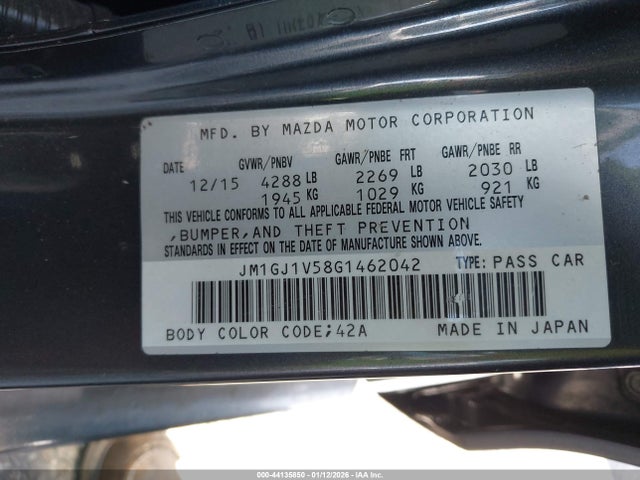 MFD. BY MAZDA MOTOR CORPORATION
DATE GVWR/PNBV GAWR/PNBE FRT GAWR/PNBE RR
12/15 4288 LB 2269 LB 2030 LB
1945 KG 1029 KG 921 KG
THIS VEHICLE CONFORMS TO ALL APPLICABLE FEDERAL MOTOR VEHICLE SAFETY
,BUMPER,AND THEFT PREVENTION
STANDARDS IN EFFECT ON THE DATE OF MANUFACTURE SHOWN ABOVE.
JM1GJ1V58G1462042 TYPE: PASS CAR
BODY COLOR CODE;42A MADE IN JAPAN
000-44135850 - 01/12/2026 - IAA Inc.